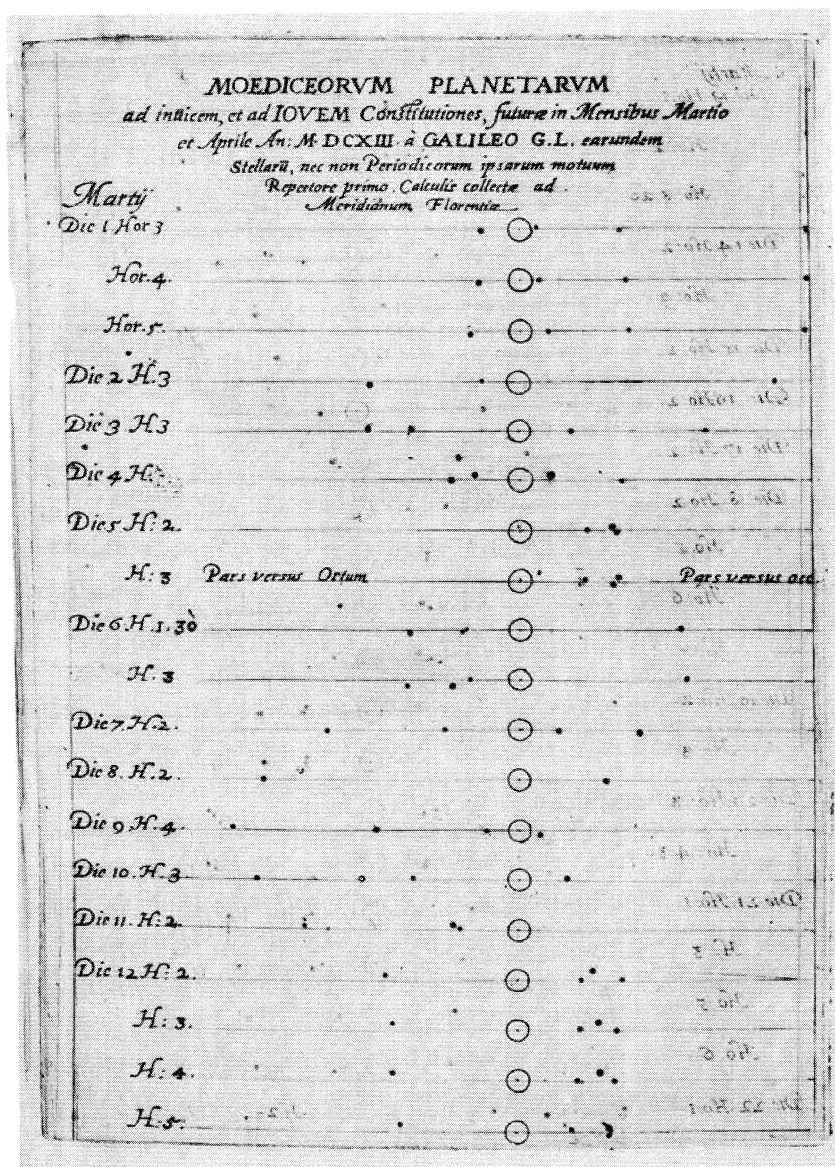 MOEDICEORVM PLANETARVM
ad inuicem, et ad IOVEM Constitutiones, futuræ in Mensibus Martio
et Aprile An: M DCXIII. à GALILEO G.L. earundem
Stellarū, nec non Periodicorum ipsarum motuum
Repertore primo. Calculis collectæ ad
Meridianum Florentiæ
Martij
Die 1 Hor 3
Hor. 4.
Hor. 5.
Die 2 H. 3
Die 3 H. 3
Die 4 H.
Die 5 H: 2.
H: 3 Pars versus Ortum Pars versus occ.
Die 6. H. 1. 30
H. 3
Die 7. H. 2.
Die 8. H. 2.
Die 9, H. 4.
Die 10. H. 3
Die 11. H: 2.
Die 12 H: 2.
H: 3.
H: 4.
H. 5.